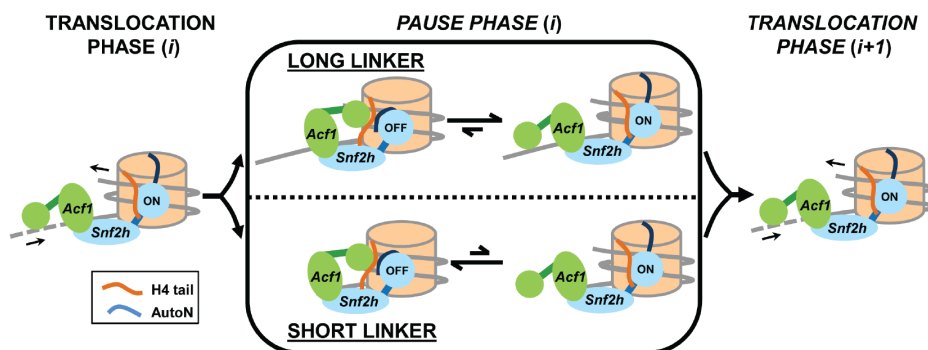 TRANSLOCATION
PHASE (i)
PAUSE PHASE (i)
TRANSLOCATION
PHASE (i+1)
LONG LINKER
Acf1
OFF
Snf2h
Acf1
ON
Snf2h
Acf1
ON
Snf2h
Acf1
ON
Snf2h
Acf1
OFF
Snf2h
Acf1
ON
Snf2h
SHORT LINKER
H4 tail
AutoN